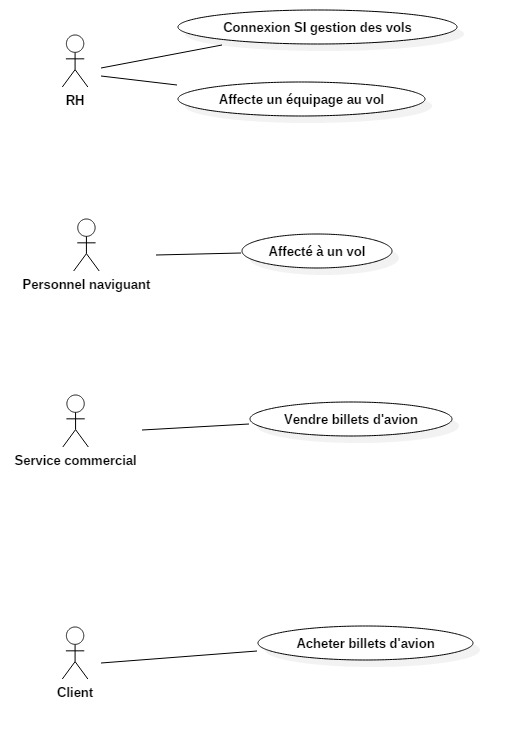 Connexion SI gestion des vols
RH
Affecte un équipage au vol
Affecté à un vol
Personnel naviguant
Vendre billets d'avion
Service commercial
Acheter billets d'avion
Client